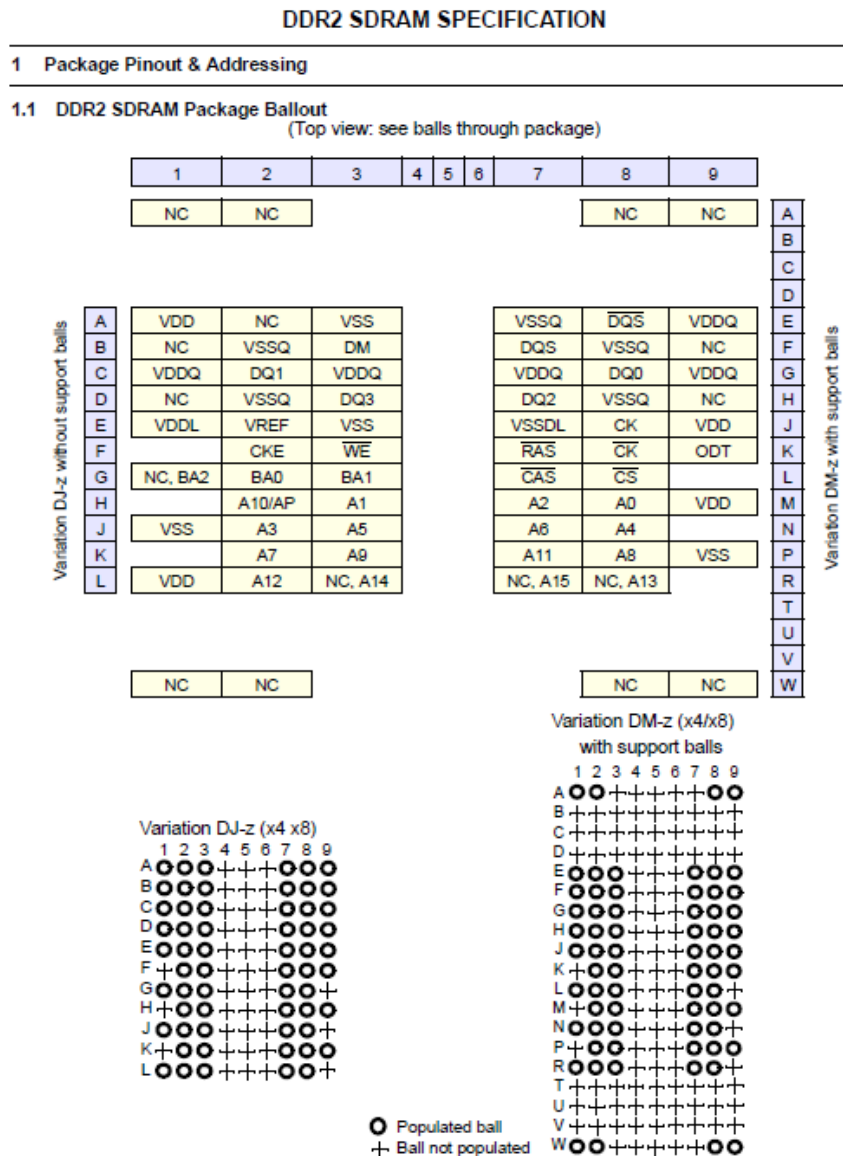 DDR2 SDRAM SPECIFICATION
1 Package Pinout & Addressing
1.1 DDR2 SDRAM Package Ballout
(Top view: see balls through package)
1 2 3 4 5 6 7 8 9
NC NC NC NC A
B
C
D
A VDD NC VSS VSSQ D̅Q̅S̅ VDDQ E
B NC VSSQ DM DQS VSSQ NC F
C VDDQ DQ1 VDDQ VDDQ DQ0 VDDQ G
D NC VSSQ DQ3 DQ2 VSSQ NC H
E VDDL VREF VSS VSSDL CK VDD J
F CKE W̅E̅ R̅A̅S̅ C̅K̅ ODT K
G NC, BA2 BA0 BA1 C̅A̅S̅ C̅S̅ L
H A10/AP A1 A2 A0 VDD M
J VSS A3 A5 A6 A4 N
K A7 A9 A11 A8 VSS P
L VDD A12 NC, A14 NC, A15 NC, A13 R
T
U
V
NC NC NC NC W
Variation DJ-z without support balls
Variation DM-z with support balls
Variation DJ-z (x4 x8)
1 2 3 4 5 6 7 8 9
A
B
C
D
E
F
G
H
J
K
L
Variation DM-z (x4/x8)
with support balls
1 2 3 4 5 6 7 8 9
A
B
C
D
E
F
G
H
J
K
L
M
N
P
R
T
U
V
W
Populated ball
Ball not populated